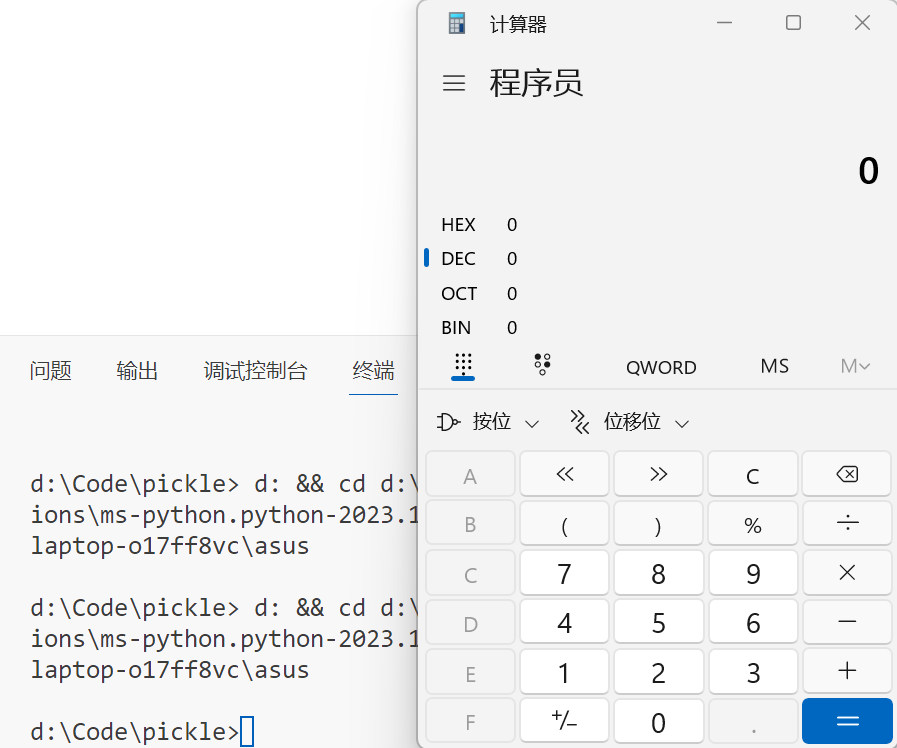 计算器
程序员
0
HEX 0
DEC 0
OCT 0
BIN 0
QWORD MS M
按位 位移位
A << >> C
B ( ) % ÷
C 7 8 9 ×
D 4 5 6 −
E 1 2 3 +
F +/− 0 . =
问题 输出 调试控制台 终端
d:\Code\pickle> d: && cd d:\
ions\ms-python.python-2023.1
laptop-o17ff8vc\asus
d:\Code\pickle> d: && cd d:\
ions\ms-python.python-2023.1
laptop-o17ff8vc\asus
d:\Code\pickle>